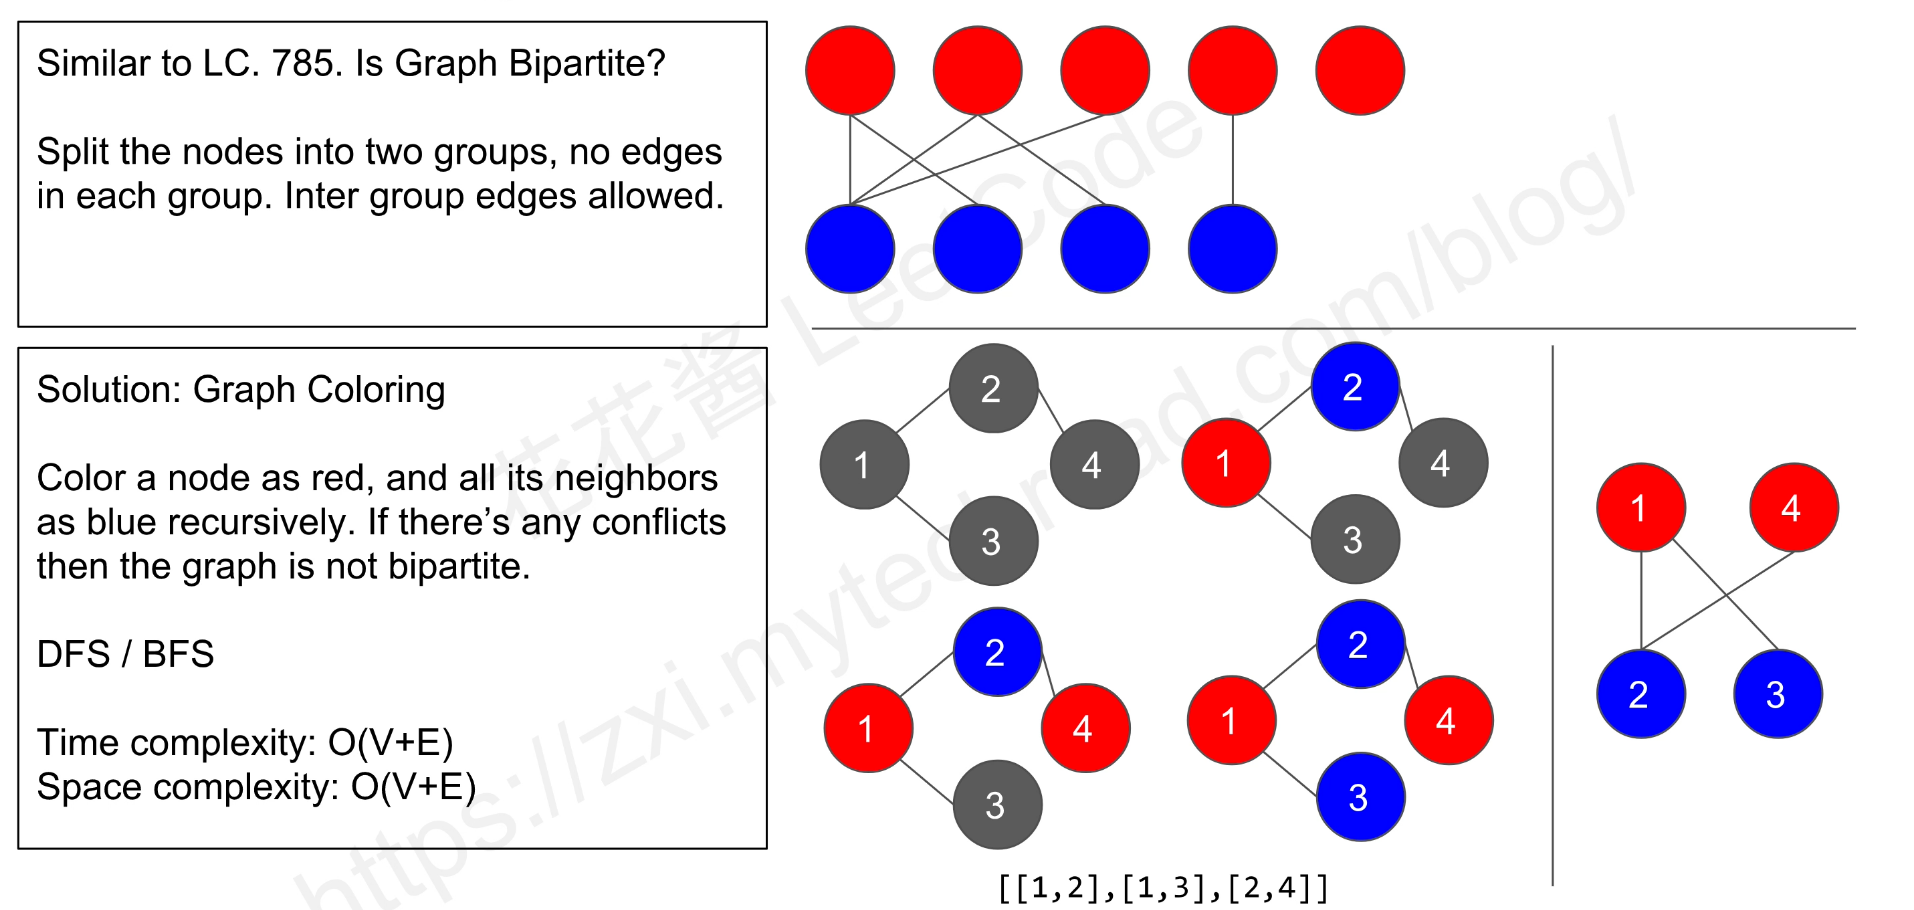 Similar to LC. 785. Is Graph Bipartite?
Split the nodes into two groups, no edges
in each group. Inter group edges allowed.
Solution: Graph Coloring
Color a node as red, and all its neighbors
as blue recursively. If there's any conflicts
then the graph is not bipartite.
DFS / BFS
Time complexity: O(V+E)
Space complexity: O(V+E)
2
1
4
3
2
1
4
3
2
1
4
3
2
1
4
3
[[1,2],[1,3],[2,4]]
1
4
2
3
花花酱 LeetCode
https://zxi.mytechroad.com/blog/